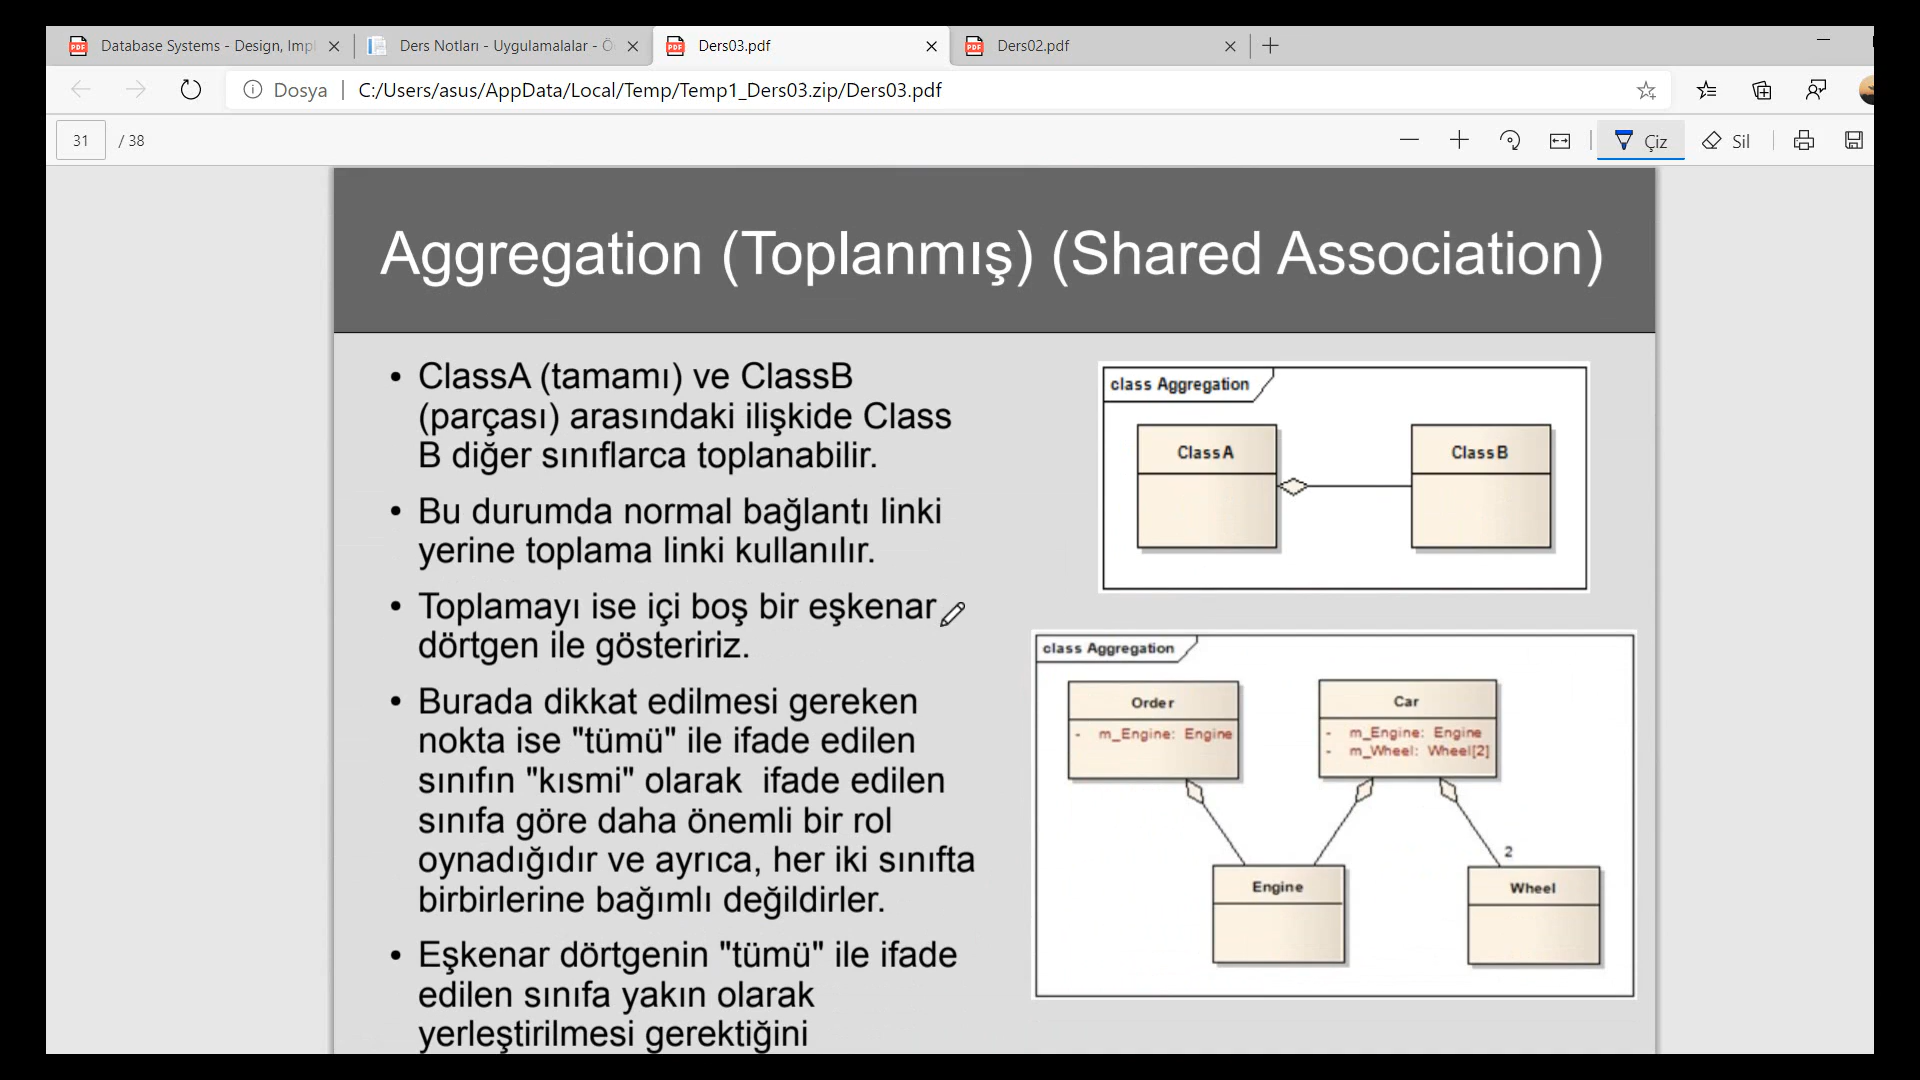 Database Systems - Design, Impl
Ders Notları - Uygulamalalar - Ö
Ders03.pdf
Ders02.pdf
Dosya
C:/Users/asus/AppData/Local/Temp/Temp1_Ders03.zip/Ders03.pdf
31 / 38
Çiz
Sil
Aggregation (Toplanmış) (Shared Association)
• ClassA (tamamı) ve ClassB
(parçası) arasındaki ilişkide Class
B diğer sınıflarca toplanabilir.
• Bu durumda normal bağlantı linki
yerine toplama linki kullanılır.
• Toplamayı ise içi boş bir eşkenar
dörtgen ile gösteririz.
• Burada dikkat edilmesi gereken
nokta ise "tümü" ile ifade edilen
sınıfın "kısmi" olarak ifade edilen
sınıfa göre daha önemli bir rol
oynadığıdır ve ayrıca, her iki sınıfta
birbirlerine bağımlı değildirler.
• Eşkenar dörtgenin "tümü" ile ifade
edilen sınıfa yakın olarak
yerleştirilmesi gerektiğini
class Aggregation
ClassA
ClassB
class Aggregation
Order
- m_Engine: Engine
Car
- m_Engine: Engine
- m_Wheel: Wheel[2]
2
Engine
Wheel
PDF
PDF
PDF